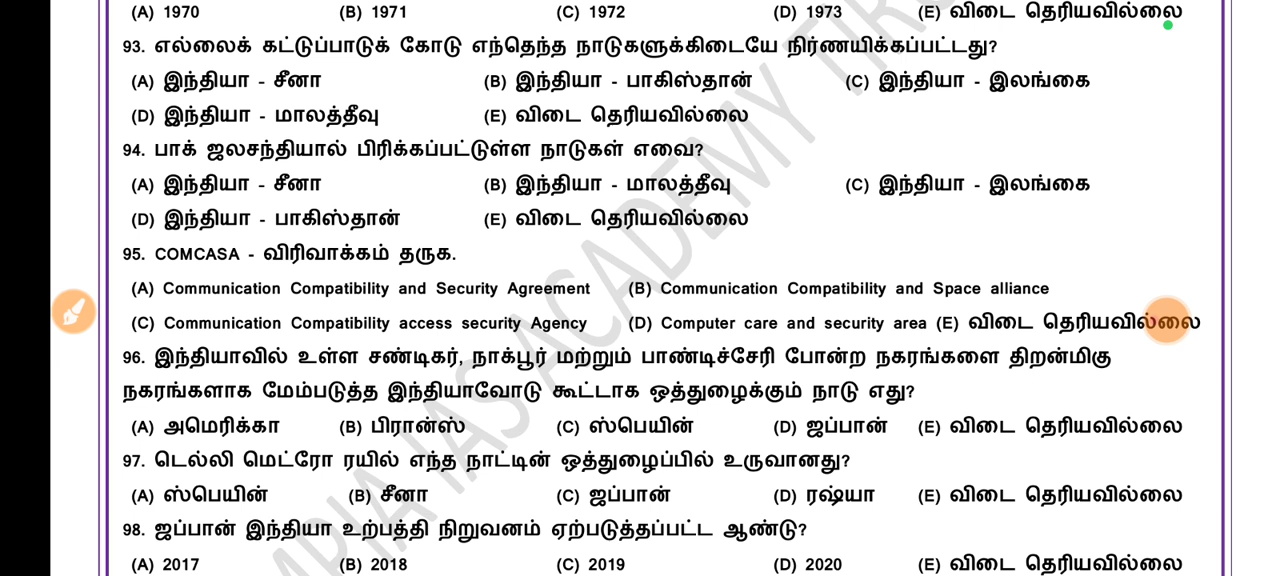 (A) 1970 (B) 1971 (C) 1972 (D) 1973 (E) விடை தெரியவில்லை
93. எல்லைக் கட்டுப்பாடுக் கோடு எந்தெந்த நாடுகளுக்கிடையே நிர்ணயிக்கப்பட்டது?
(A) இந்தியா - சீனா (B) இந்தியா - பாகிஸ்தான் (C) இந்தியா - இலங்கை
(D) இந்தியா - மாலத்தீவு (E) விடை தெரியவில்லை
94. பாக் ஜலசந்தியால் பிரிக்கப்பட்டுள்ள நாடுகள் எவை?
(A) இந்தியா - சீனா (B) இந்தியா - மாலத்தீவு (C) இந்தியா - இலங்கை
(D) இந்தியா - பாகிஸ்தான் (E) விடை தெரியவில்லை
95. COMCASA - விரிவாக்கம் தருக.
(A) Communication Compatibility and Security Agreement (B) Communication Compatibility and Space alliance
(C) Communication Compatibility access security Agency (D) Computer care and security area (E) விடை தெரியவில்லை
96. இந்தியாவில் உள்ள சண்டிகர், நாக்பூர் மற்றும் பாண்டிச்சேரி போன்ற நகரங்களை திறன்மிகு
நகரங்களாக மேம்படுத்த இந்தியாவோடு கூட்டாக ஒத்துழைக்கும் நாடு எது?
(A) அமெரிக்கா (B) பிரான்ஸ் (C) ஸ்பெயின் (D) ஜப்பான் (E) விடை தெரியவில்லை
97. டெல்லி மெட்ரோ ரயில் எந்த நாட்டின் ஒத்துழைப்பில் உருவானது?
(A) ஸ்பெயின் (B) சீனா (C) ஜப்பான் (D) ரஷ்யா (E) விடை தெரியவில்லை
98. ஜப்பான் இந்தியா உற்பத்தி நிறுவனம் ஏற்படுத்தப்பட்ட ஆண்டு?
(A) 2017 (B) 2018 (C) 2019 (D) 2020 (E) விடை தெரியவில்லை
IAS ACADEMY